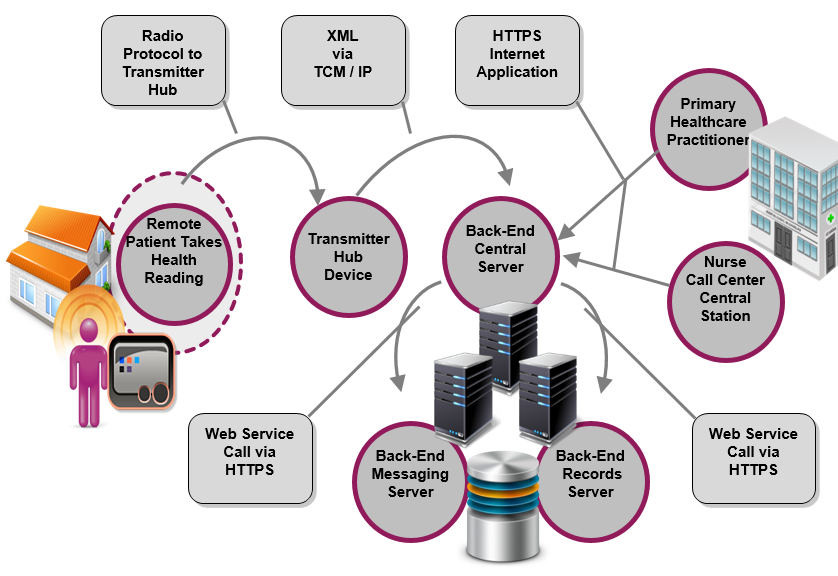 Radio
Protocol to
Transmitter
Hub
XML
via
TCM / IP
HTTPS
Internet
Application
Primary
Healthcare
Practitioner
Remote
Patient Takes
Health
Reading
Transmitter
Hub
Device
Back-End
Central
Server
Nurse
Call Center
Central
Station
Web Service
Call via
HTTPS
Back-End
Messaging
Server
Back-End
Records
Server
Web Service
Call via
HTTPS